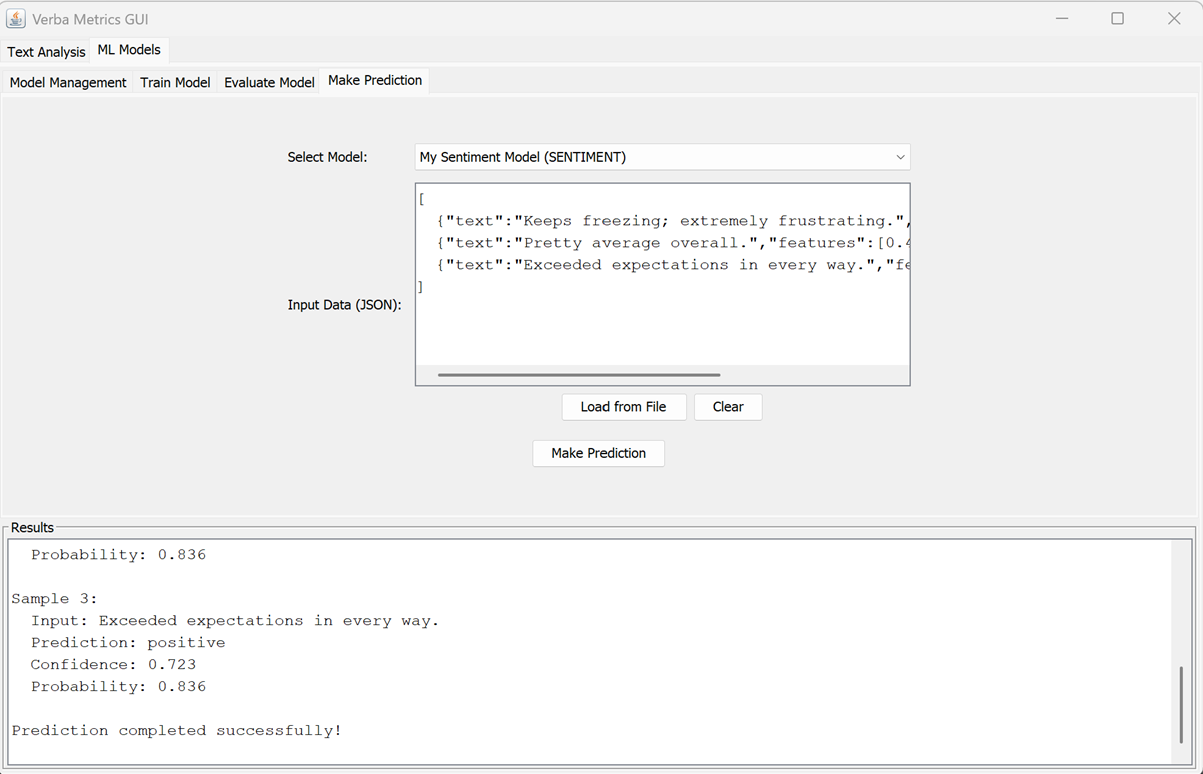 Verba Metrics GUI
Text Analysis ML Models
Model Management Train Model Evaluate Model Make Prediction
Select Model: My Sentiment Model (SENTIMENT)
Input Data (JSON):
[
{"text":"Keeps freezing; extremely frustrating.",
{"text":"Pretty average overall.","features":[0.4
{"text":"Exceeded expectations in every way.","fe
]
Load from File Clear
Make Prediction
Results
Probability: 0.836
Sample 3:
Input: Exceeded expectations in every way.
Prediction: positive
Confidence: 0.723
Probability: 0.836
Prediction completed successfully!